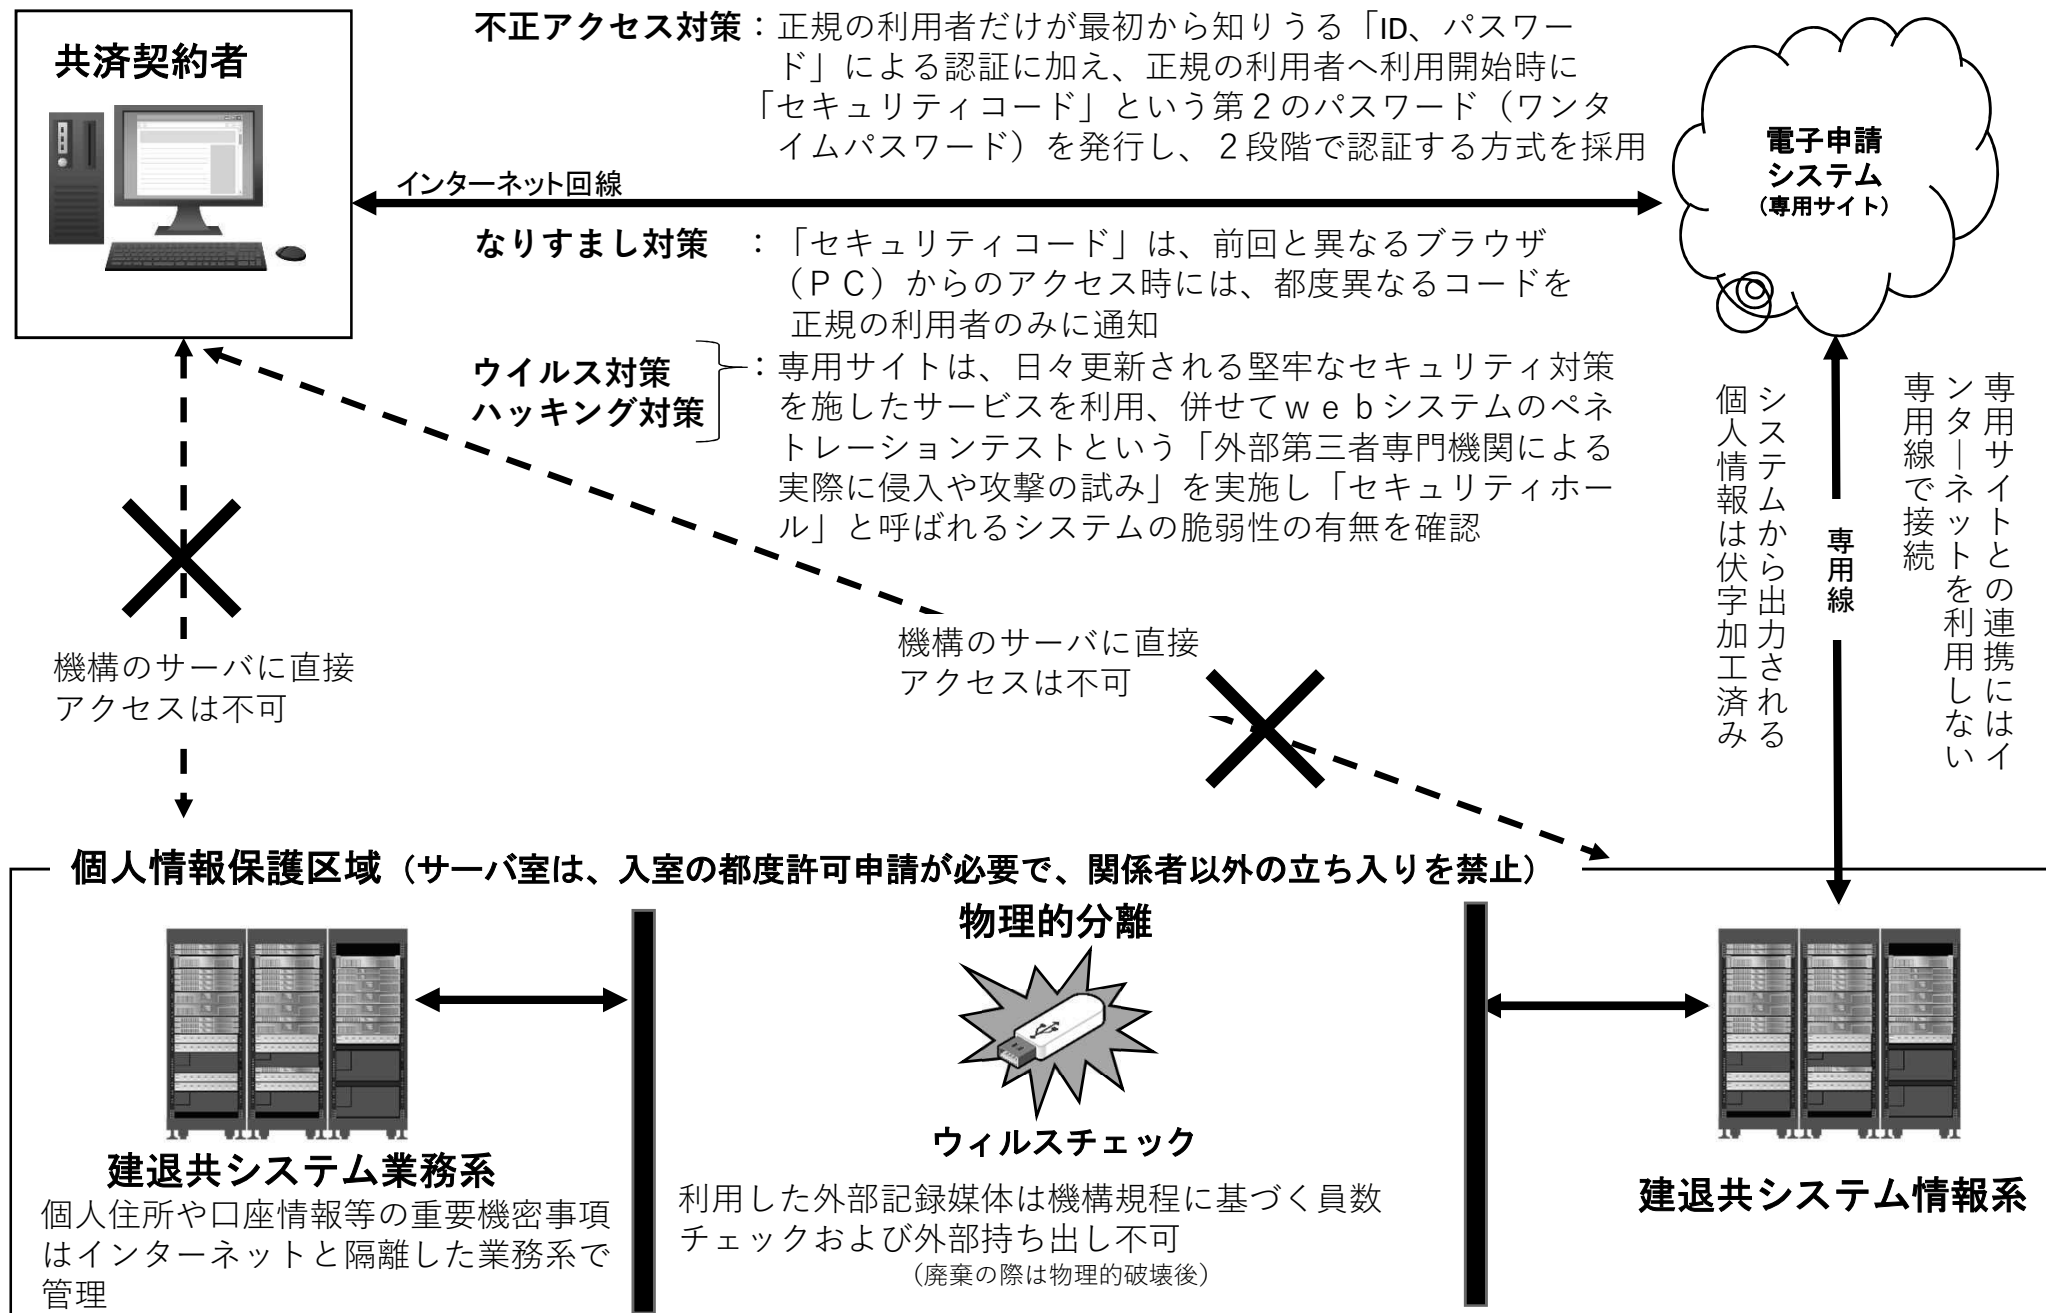 共済契約者
不正アクセス対策：正規の利用者だけが最初から知りうる「ID、パスワー
ド」による認証に加え、正規の利用者へ利用開始時に
「セキュリティコード」という第２のパスワード（ワンタ
イムパスワード）を発行し、２段階で認証する方式を採用
電子申請
システム
（専用サイト）
インターネット回線
なりすまし対策　：「セキュリティコード」は、前回と異なるブラウザ
（ＰＣ）からのアクセス時には、都度異なるコードを
正規の利用者のみに通知
ウイルス対策
ハッキング対策
：専用サイトは、日々更新される堅牢なセキュリティ対策
を施したサービスを利用、併せてｗｅｂシステムのペネ
トレーションテストという「外部第三者専門機関による
実際に侵入や攻撃の試み」を実施し「セキュリティホー
ル」と呼ばれるシステムの脆弱性の有無を確認
専用サイトとの連携にはイ
ンターネットを利用しない
専用線で接続
専用線
システムから出力される
個人情報は伏字加工済み
機構のサーバに直接
アクセスは不可
機構のサーバに直接
アクセスは不可
個人情報保護区域（サーバ室は、入室の都度許可申請が必要で、関係者以外の立ち入りを禁止）
物理的分離
ウィルスチェック
利用した外部記録媒体は機構規程に基づく員数
チェックおよび外部持ち出し不可
（廃棄の際は物理的破壊後）
建退共システム業務系
個人住所や口座情報等の重要機密事項
はインターネットと隔離した業務系で
管理
建退共システム情報系